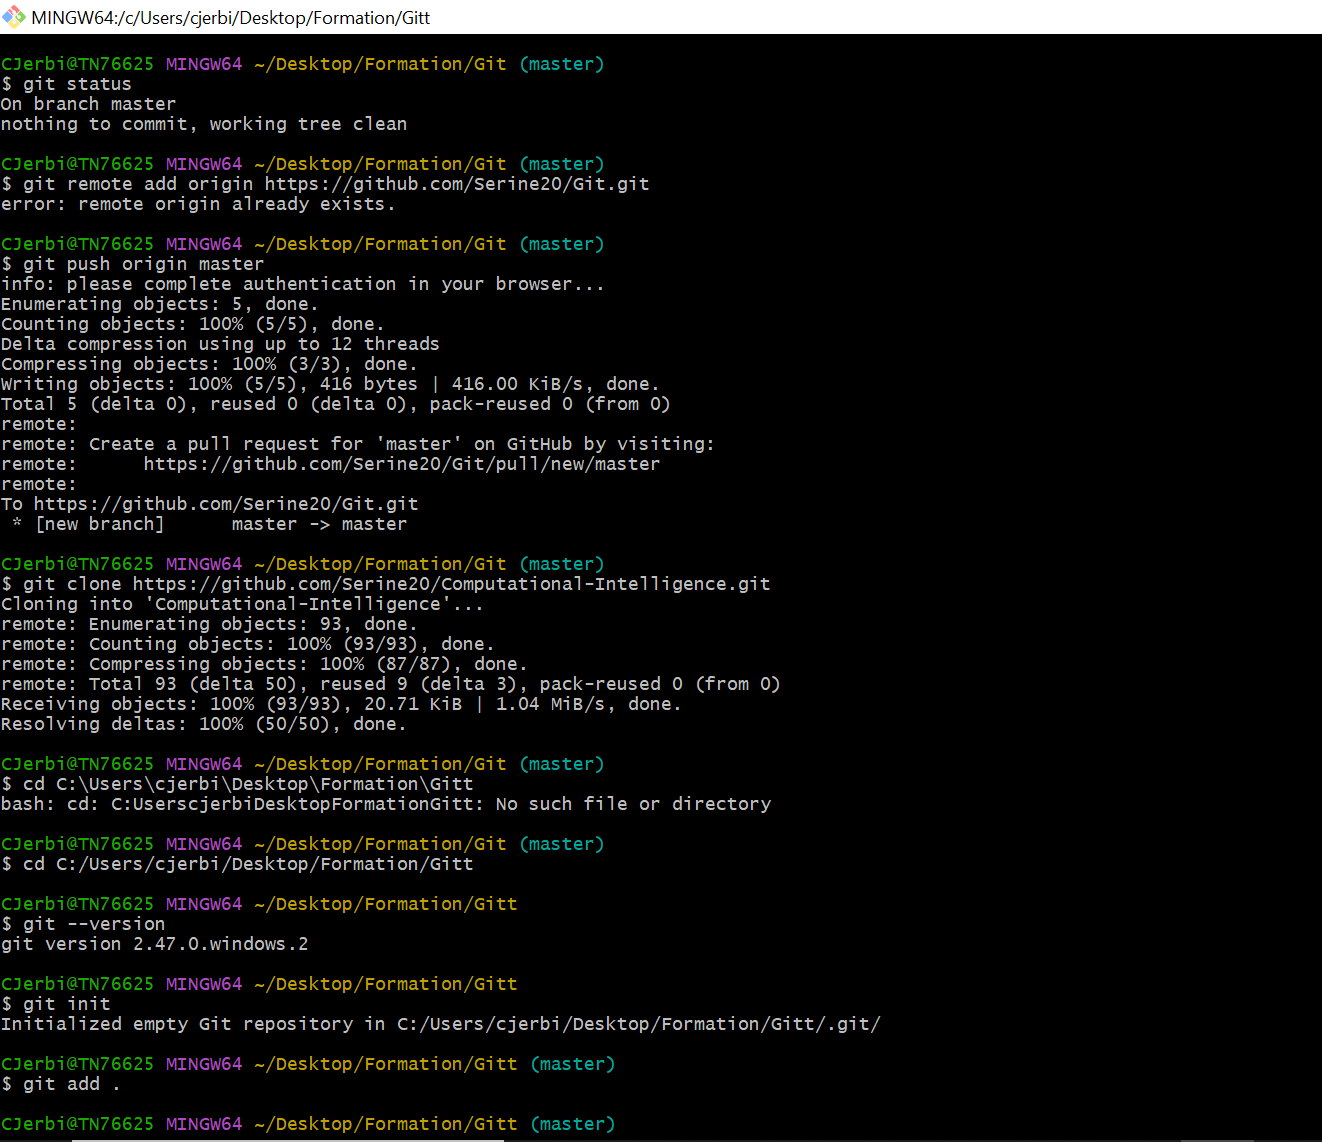 MINGW64:/c/Users/cjerbi/Desktop/Formation/Gitt
CJerbi@TN76625 MINGW64 ~/Desktop/Formation/Git (master)
$ git status
On branch master
nothing to commit, working tree clean
CJerbi@TN76625 MINGW64 ~/Desktop/Formation/Git (master)
$ git remote add origin https://github.com/Serine20/Git.git
error: remote origin already exists.
CJerbi@TN76625 MINGW64 ~/Desktop/Formation/Git (master)
$ git push origin master
info: please complete authentication in your browser...
Enumerating objects: 5, done.
Counting objects: 100% (5/5), done.
Delta compression using up to 12 threads
Compressing objects: 100% (3/3), done.
Writing objects: 100% (5/5), 416 bytes | 416.00 KiB/s, done.
Total 5 (delta 0), reused 0 (delta 0), pack-reused 0 (from 0)
remote:
remote: Create a pull request for 'master' on GitHub by visiting:
remote:      https://github.com/Serine20/Git/pull/new/master
remote:
To https://github.com/Serine20/Git.git
 * [new branch]      master -> master
CJerbi@TN76625 MINGW64 ~/Desktop/Formation/Git (master)
$ git clone https://github.com/Serine20/Computational-Intelligence.git
Cloning into 'Computational-Intelligence'...
remote: Enumerating objects: 93, done.
remote: Counting objects: 100% (93/93), done.
remote: Compressing objects: 100% (87/87), done.
remote: Total 93 (delta 50), reused 9 (delta 3), pack-reused 0 (from 0)
Receiving objects: 100% (93/93), 20.71 KiB | 1.04 MiB/s, done.
Resolving deltas: 100% (50/50), done.
CJerbi@TN76625 MINGW64 ~/Desktop/Formation/Git (master)
$ cd C:\Users\cjerbi\Desktop\Formation\Gitt
bash: cd: C:UserscjerbiDesktopFormationGitt: No such file or directory
CJerbi@TN76625 MINGW64 ~/Desktop/Formation/Git (master)
$ cd C:/Users/cjerbi/Desktop/Formation/Gitt
CJerbi@TN76625 MINGW64 ~/Desktop/Formation/Gitt
$ git --version
git version 2.47.0.windows.2
CJerbi@TN76625 MINGW64 ~/Desktop/Formation/Gitt
$ git init
Initialized empty Git repository in C:/Users/cjerbi/Desktop/Formation/Gitt/.git/
CJerbi@TN76625 MINGW64 ~/Desktop/Formation/Gitt (master)
$ git add .
CJerbi@TN76625 MINGW64 ~/Desktop/Formation/Gitt (master)